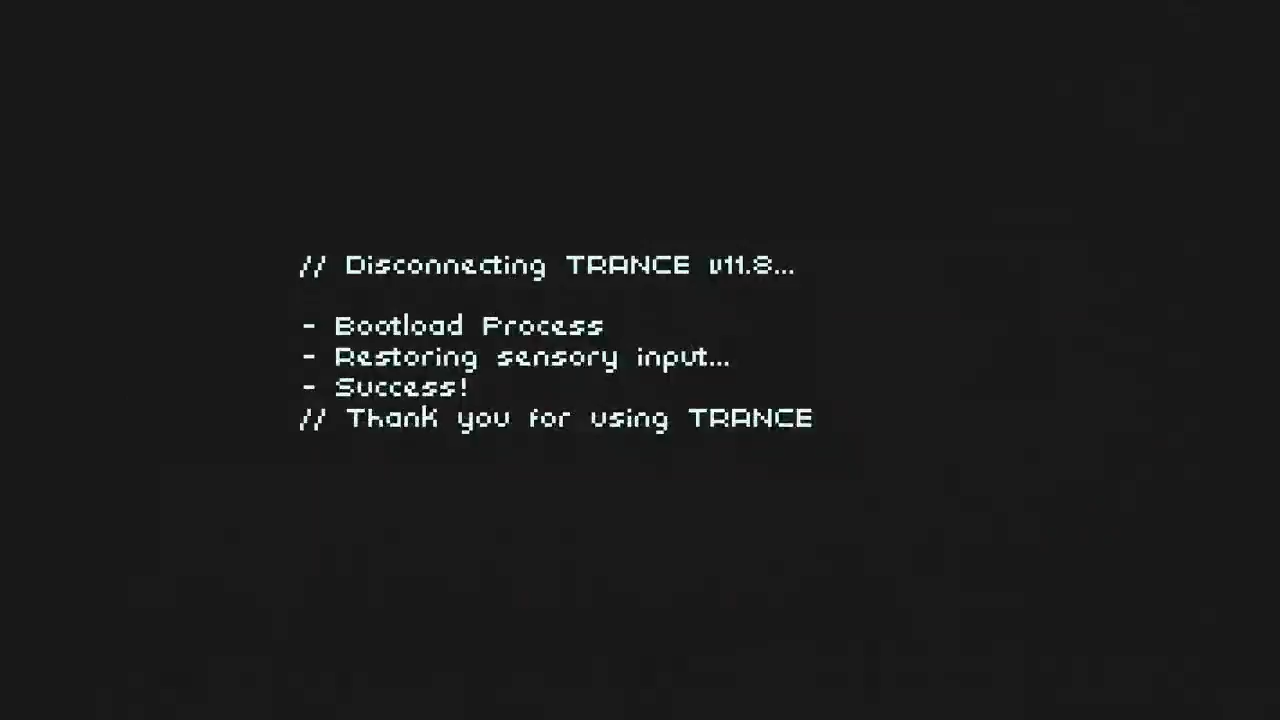 // Disconnecting TRANCE v11.8...
- Bootload Process
- Restoring sensory input...
- Success!
// Thank you for using TRANCE